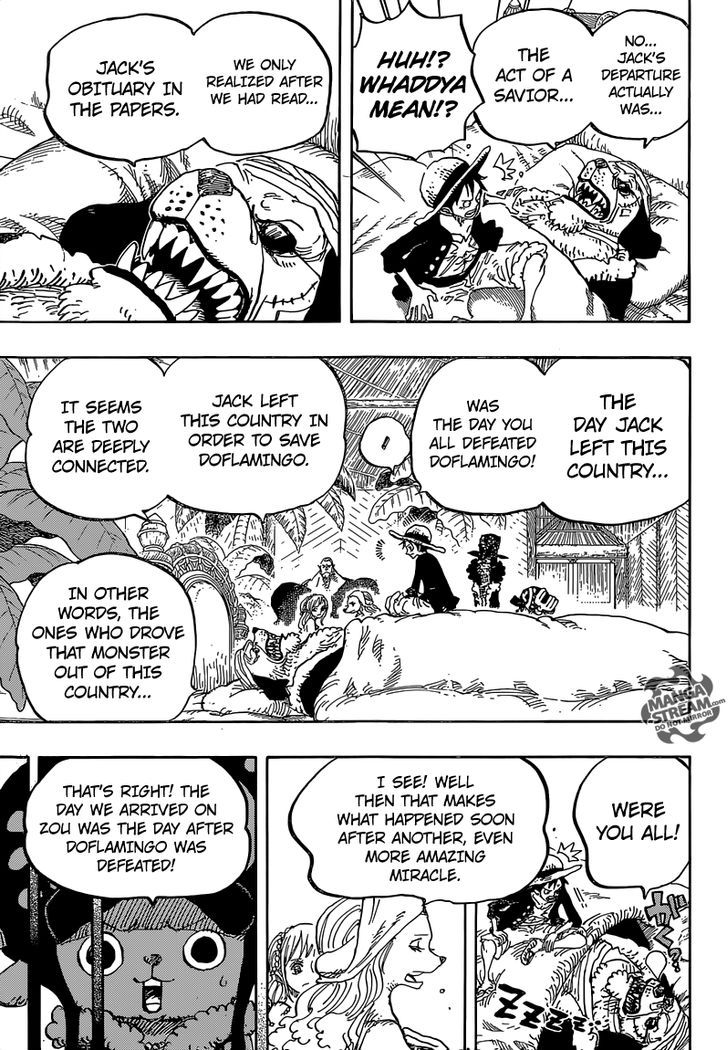 NO...
JACK'S
DEPARTURE
ACTUALLY
WAS...
THE
ACT OF A
SAVIOR...
HUH!?
WHADDYA
MEAN!?
WE ONLY
REALIZED AFTER
WE HAD READ...
JACK'S
OBITUARY IN
THE PAPERS.
THE
DAY JACK
LEFT THIS
COUNTRY...
WAS
THE DAY YOU
ALL DEFEATED
DOFLAMINGO!
JACK LEFT
THIS COUNTRY IN
ORDER TO SAVE
DOFLAMINGO.
IT SEEMS
THE TWO
ARE DEEPLY
CONNECTED.
IN OTHER
WORDS, THE
ONES WHO DROVE
THAT MONSTER
OUT OF THIS
COUNTRY...
MANGA
STREAM.com
DO NOT MIRROR
WERE
YOU ALL!
ZZZZ...
I SEE! WELL
THEN THAT MAKES
WHAT HAPPENED SOON
AFTER ANOTHER, EVEN
MORE AMAZING
MIRACLE.
THAT'S RIGHT! THE
DAY WE ARRIVED ON
ZOU WAS THE DAY AFTER
DOFLAMINGO WAS
DEFEATED!